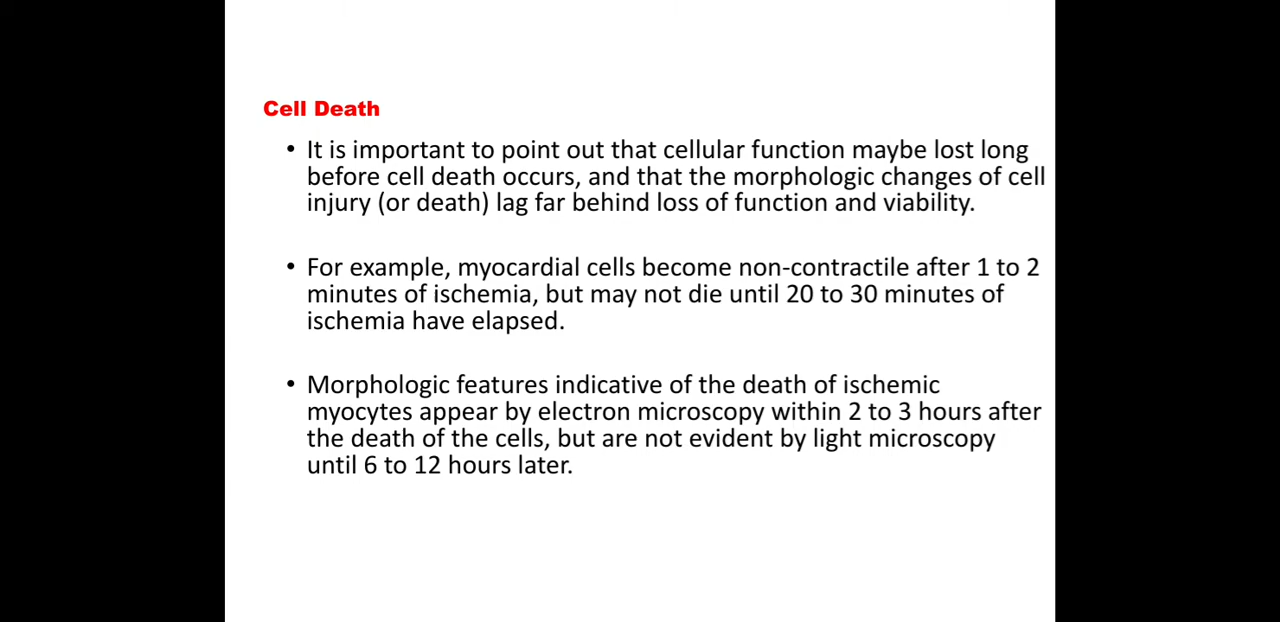 Cell Death
• It is important to point out that cellular function maybe lost long
before cell death occurs, and that the morphologic changes of cell
injury (or death) lag far behind loss of function and viability.
• For example, myocardial cells become non-contractile after 1 to 2
minutes of ischemia, but may not die until 20 to 30 minutes of
ischemia have elapsed.
• Morphologic features indicative of the death of ischemic
myocytes appear by electron microscopy within 2 to 3 hours after
the death of the cells, but are not evident by light microscopy
until 6 to 12 hours later.